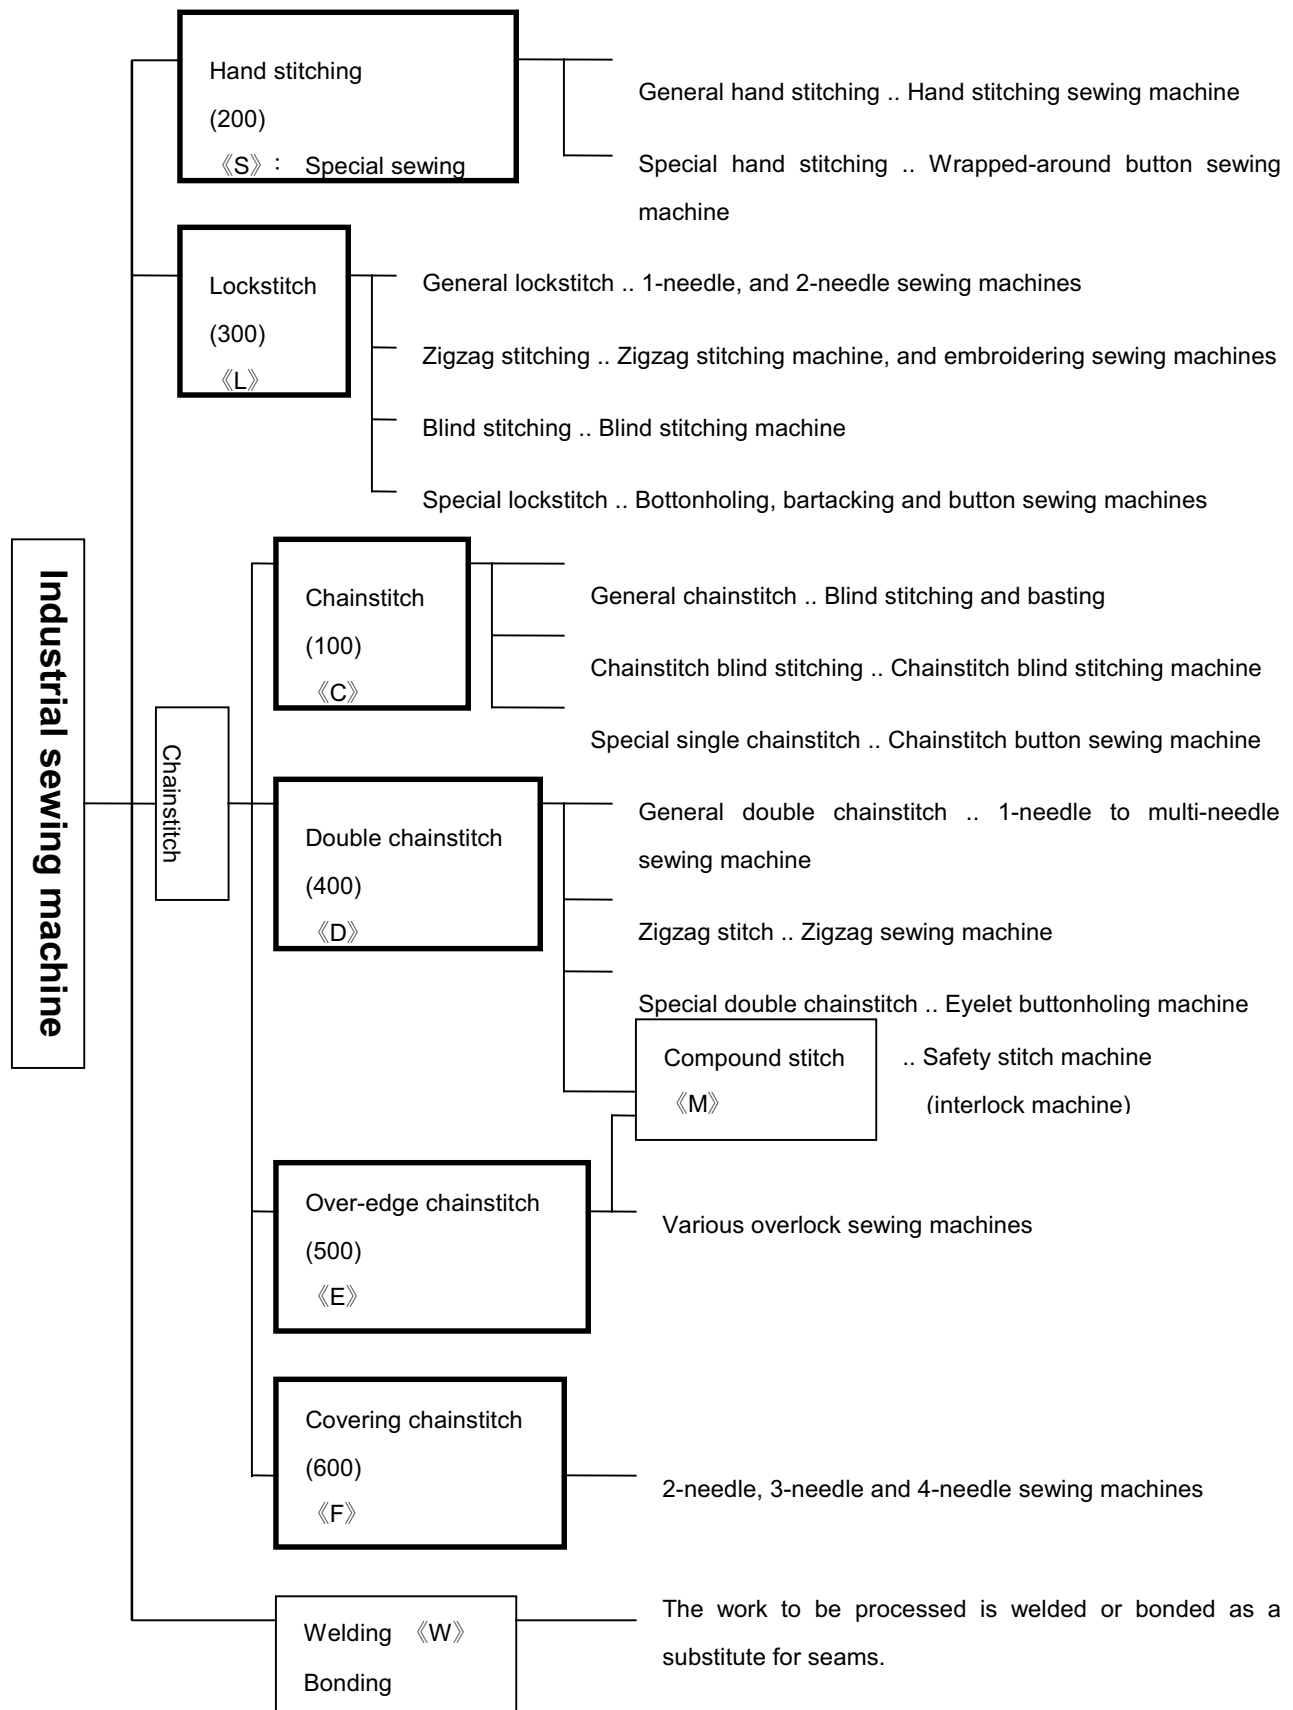 Hand stitching
(200)
《S》： Special sewing
General hand stitching .. Hand stitching sewing machine
Special hand stitching .. Wrapped-around button sewing
machine
Lockstitch
(300)
《L》
General lockstitch .. 1-needle, and 2-needle sewing machines
Zigzag stitching .. Zigzag stitching machine, and embroidering sewing machines
Blind stitching .. Blind stitching machine
Special lockstitch .. Bottonholing, bartacking and button sewing machines
Industrial sewing machine
Chainstitch
Chainstitch
(100)
《C》
General chainstitch .. Blind stitching and basting
Chainstitch blind stitching .. Chainstitch blind stitching machine
Special single chainstitch .. Chainstitch button sewing machine
Double chainstitch
(400)
《D》
General double chainstitch .. 1-needle to multi-needle
sewing machine
Zigzag stitch .. Zigzag sewing machine
Special double chainstitch .. Eyelet buttonholing machine
Compound stitch
《M》
.. Safety stitch machine
(interlock machine)
Over-edge chainstitch
(500)
《E》
Various overlock sewing machines
Covering chainstitch
(600)
《F》
2-needle, 3-needle and 4-needle sewing machines
Welding 《W》
Bonding
The work to be processed is welded or bonded as a
substitute for seams.